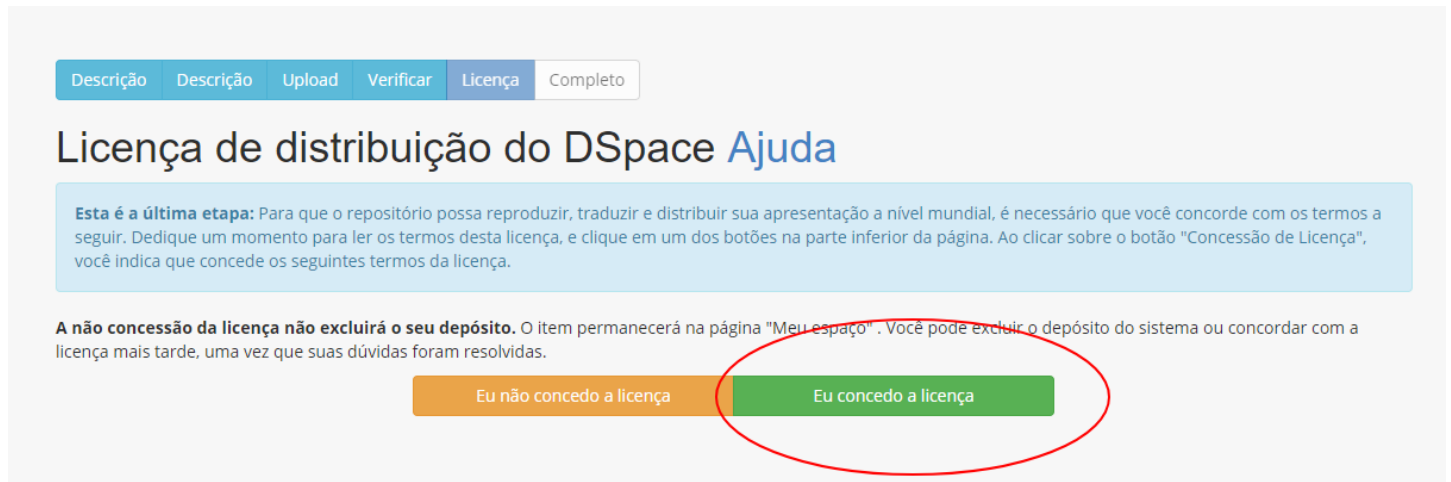 Descrição Descrição Upload Verificar Licença Completo
Licença de distribuição do DSpace Ajuda
Esta é a última etapa: Para que o repositório possa reproduzir, traduzir e distribuir sua apresentação a nível mundial, é necessário que você concorde com os termos a
seguir. Dedique um momento para ler os termos desta licença, e clique em um dos botões na parte inferior da página. Ao clicar sobre o botão "Concessão de Licença",
você indica que concede os seguintes termos da licença.
A não concessão da licença não excluirá o seu depósito. O item permanecerá na página "Meu espaço" . Você pode excluir o depósito do sistema ou concordar com a
licença mais tarde, uma vez que suas dúvidas foram resolvidas.
Eu não concedo a licença Eu concedo a licença